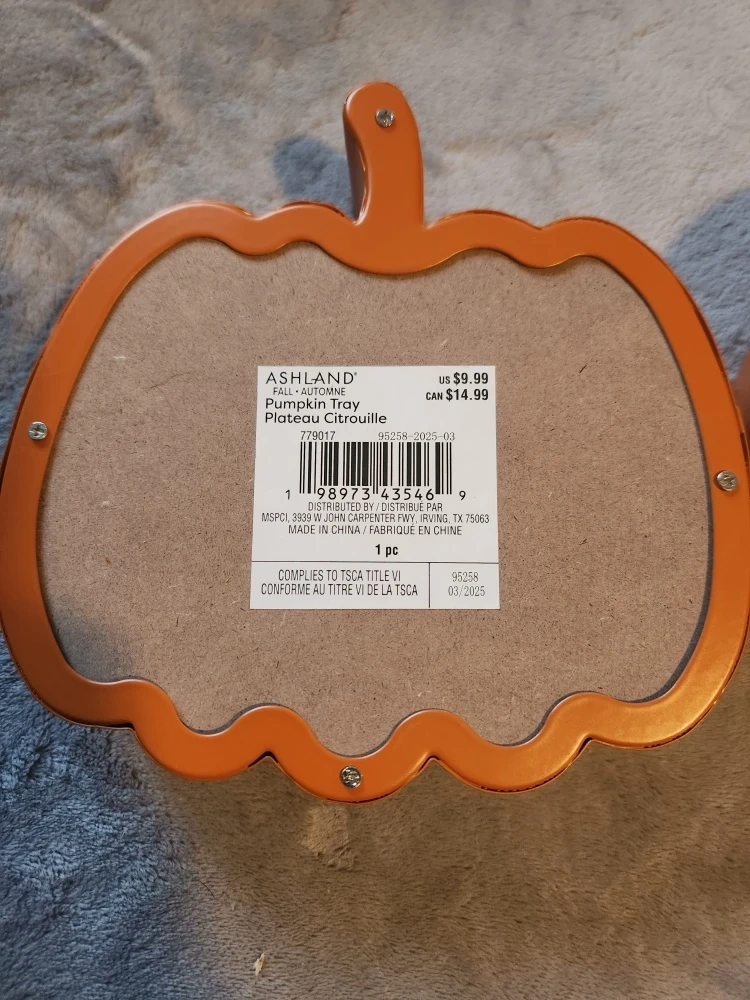 ASHLAND®
FALL • AUTOMNE
Pumpkin Tray
Plateau Citrouille
US $9.99
CAN $14.99
779017 95258-2025-03
1 98973 43546 9
DISTRIBUTED BY / DISTRIBUÉ PAR
MSPCI, 3939 W JOHN CARPENTER FWY, IRVING, TX 75063
MADE IN CHINA / FABRIQUÉ EN CHINE
1 pc
COMPLIES TO TSCA TITLE VI
CONFORME AU TITRE VI DE LA TSCA
95258
03/2025